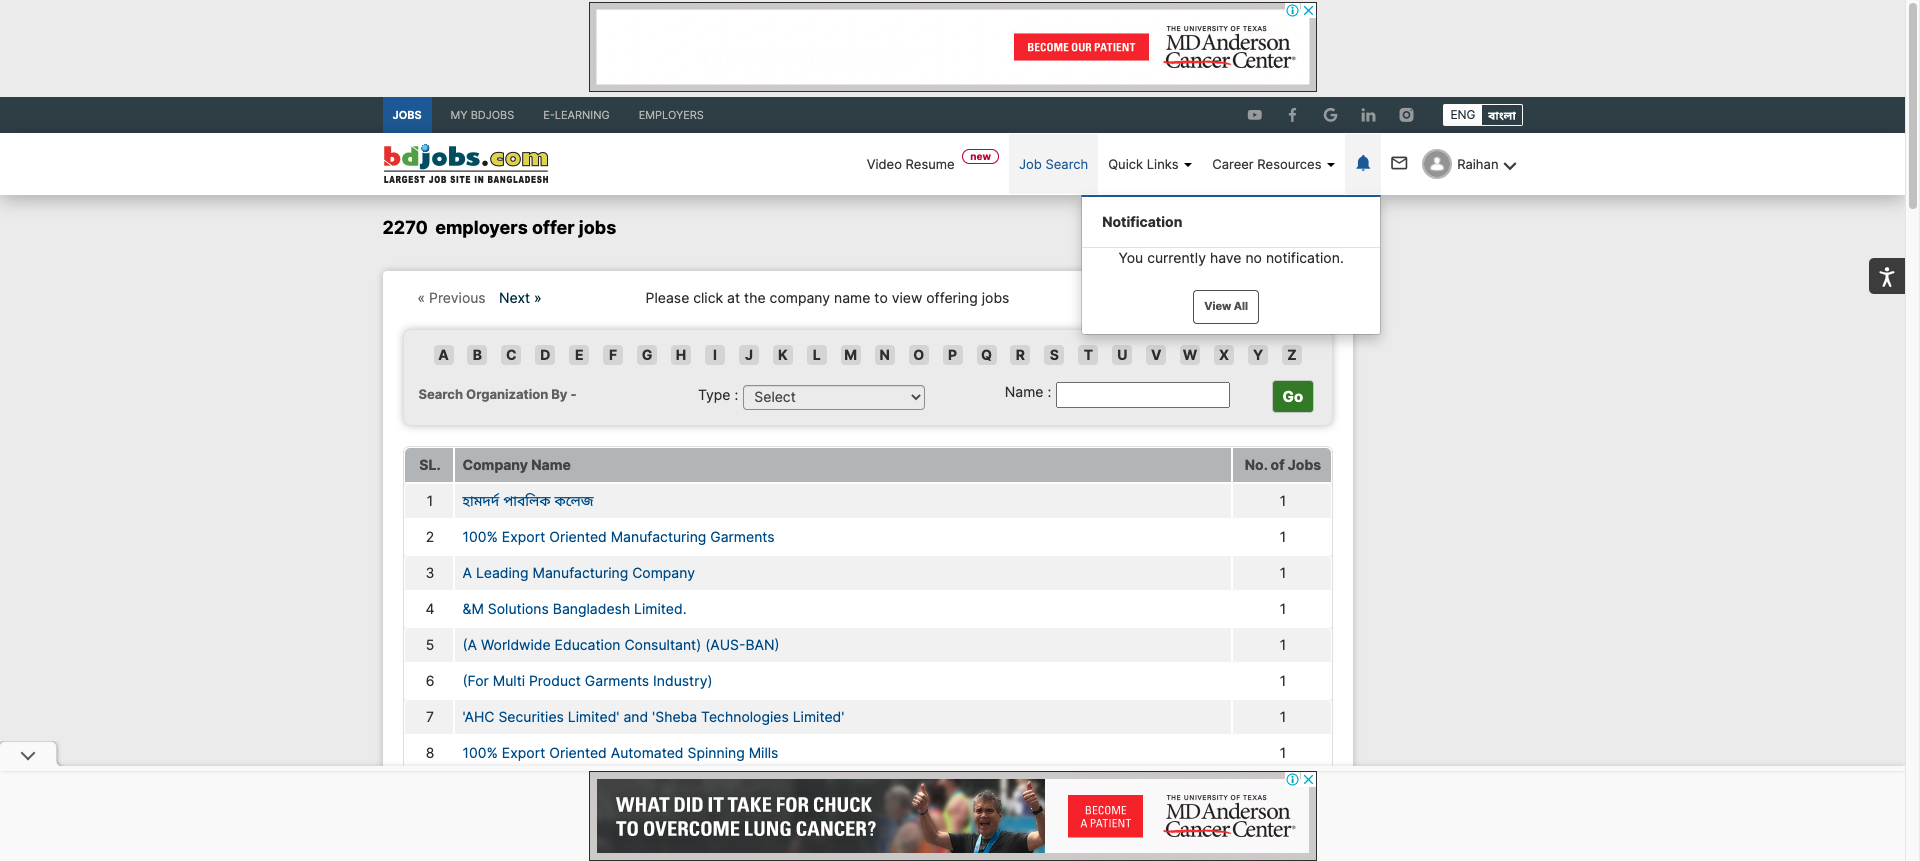 BECOME OUR PATIENT
THE UNIVERSITY OF TEXAS
MD Anderson
Cancer Center
JOBS
MY BDJOBS
E-LEARNING
EMPLOYERS
ENG
বাংলা
bdjobs.com
LARGEST JOB SITE IN BANGLADESH
Video Resume
new
Job Search
Quick Links
Career Resources
Raihan
2270 employers offer jobs
Notification
You currently have no notification.
View All
« Previous
Next »
Please click at the company name to view offering jobs
A B C D E F G H I J K L M N O P Q R S T U V W X Y Z
Search Organization By -
Type : Select
Name :
Go
SL. Company Name No. of Jobs
1 হামদর্দ পাবলিক কলেজ 1
2 100% Export Oriented Manufacturing Garments 1
3 A Leading Manufacturing Company 1
4 &M Solutions Bangladesh Limited. 1
5 (A Worldwide Education Consultant) (AUS-BAN) 1
6 (For Multi Product Garments Industry) 1
7 'AHC Securities Limited' and 'Sheba Technologies Limited' 1
8 100% Export Oriented Automated Spinning Mills 1
WHAT DID IT TAKE FOR CHUCK
TO OVERCOME LUNG CANCER?
BECOME
A PATIENT
THE UNIVERSITY OF TEXAS
MD Anderson
Cancer Center